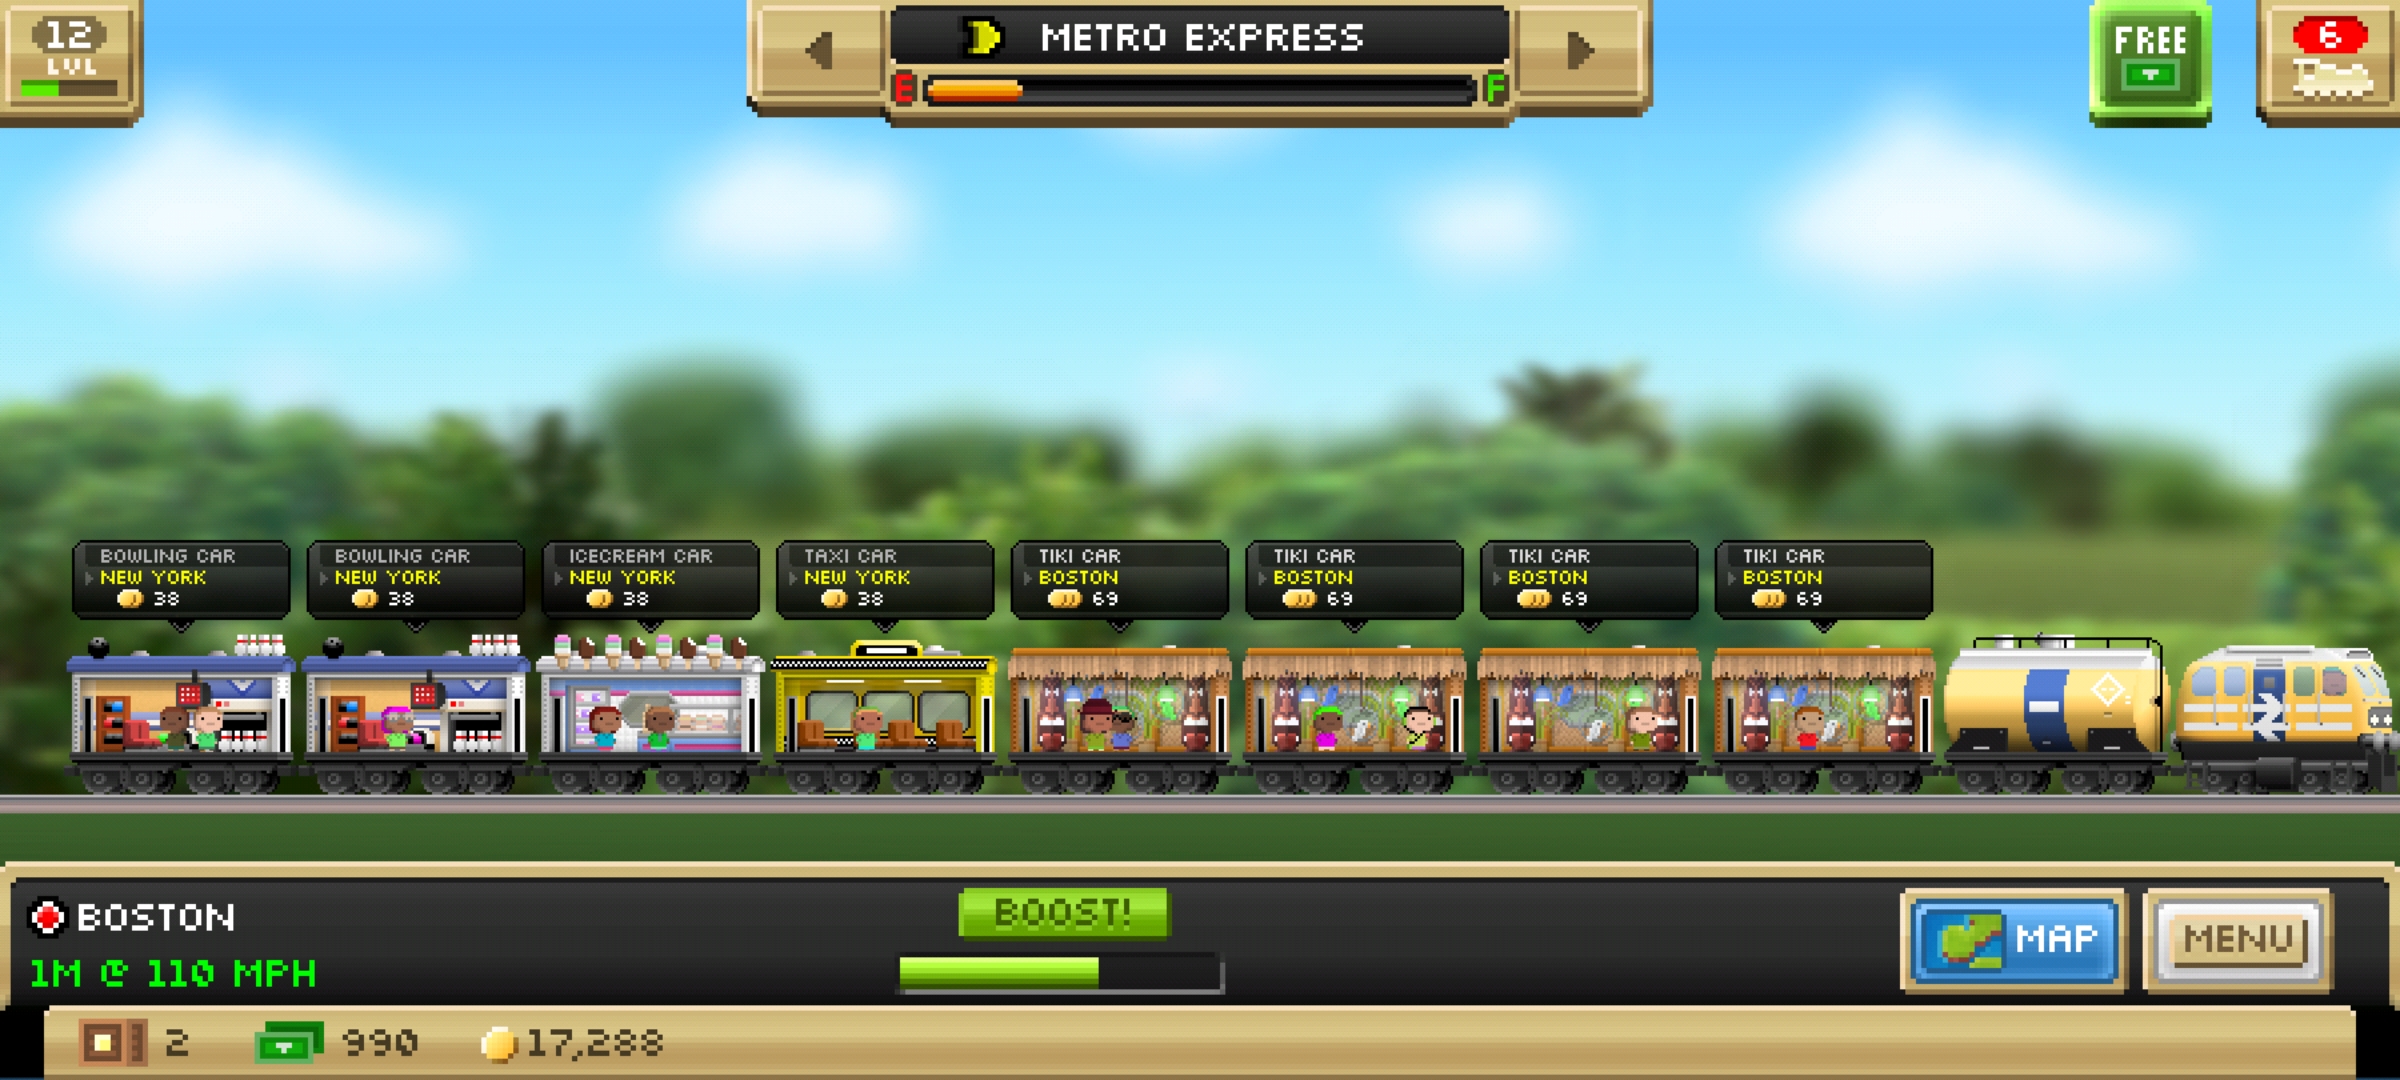 12
LVL
METRO EXPRESS
E F
FREE
6
BOWLING CAR
NEW YORK
38
BOWLING CAR
NEW YORK
38
ICECREAM CAR
NEW YORK
38
TAXI CAR
NEW YORK
38
TIKI CAR
BOSTON
69
TIKI CAR
BOSTON
69
TIKI CAR
BOSTON
69
TIKI CAR
BOSTON
69
BOSTON
1M @ 110 MPH
BOOST!
MAP
MENU
2
990
17,288